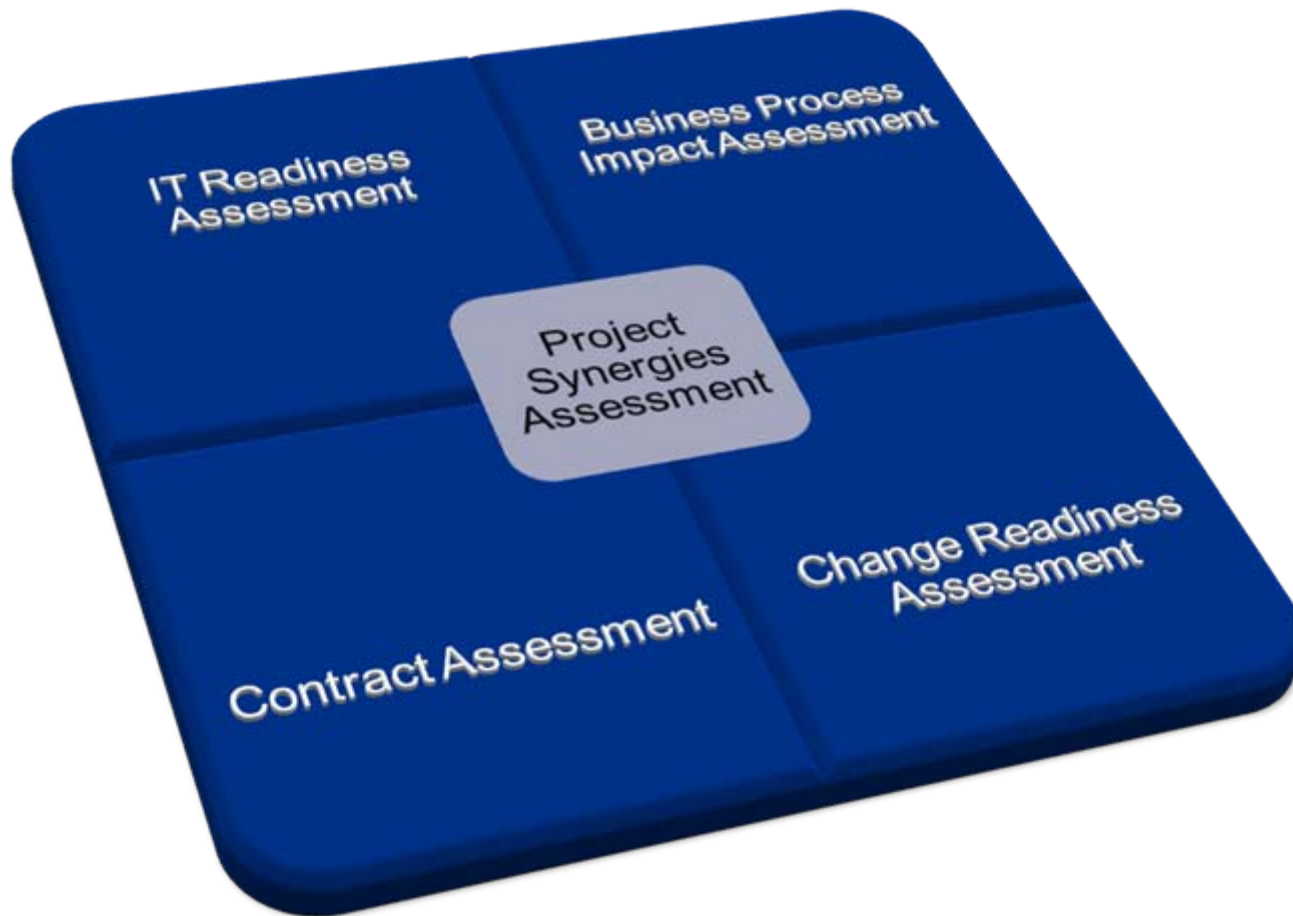 IT Readiness
Assessment
Business Process
Impact Assessment
Project
Synergies
Assessment
Contract Assessment
Change Readiness
Assessment